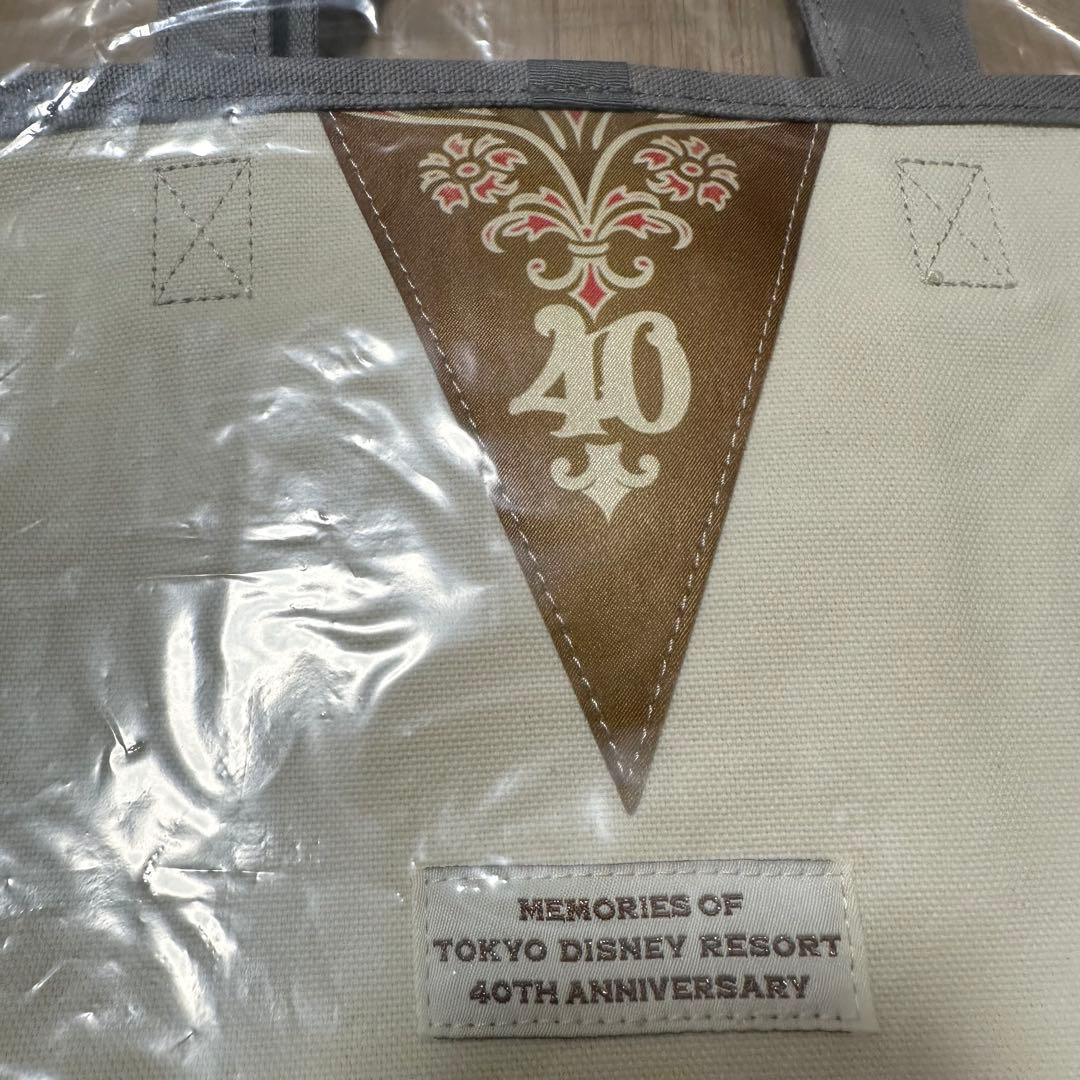 40
MEMORIES OF
TOKYO DISNEY RESORT
40TH ANNIVERSARY